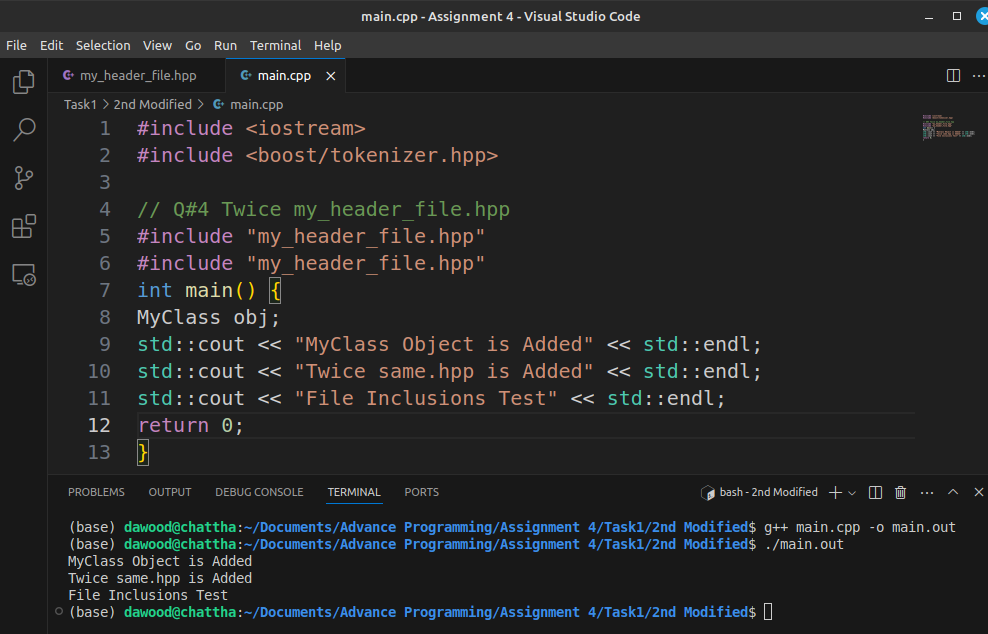 main.cpp - Assignment 4 - Visual Studio Code
File Edit Selection View Go Run Terminal Help
my_header_file.hpp main.cpp
Task1 > 2nd Modified > main.cpp
1 #include <iostream>
2 #include <boost/tokenizer.hpp>
3
4 // Q#4 Twice my_header_file.hpp
5 #include "my_header_file.hpp"
6 #include "my_header_file.hpp"
7 int main() {
8 MyClass obj;
9 std::cout << "MyClass Object is Added" << std::endl;
10 std::cout << "Twice same.hpp is Added" << std::endl;
11 std::cout << "File Inclusions Test" << std::endl;
12 return 0;
13 }
PROBLEMS OUTPUT DEBUG CONSOLE TERMINAL PORTS bash - 2nd Modified
(base) dawood@chattha:~/Documents/Advance Programming/Assignment 4/Task1/2nd Modified$ g++ main.cpp -o main.out
(base) dawood@chattha:~/Documents/Advance Programming/Assignment 4/Task1/2nd Modified$ ./main.out
MyClass Object is Added
Twice same.hpp is Added
File Inclusions Test
(base) dawood@chattha:~/Documents/Advance Programming/Assignment 4/Task1/2nd Modified$